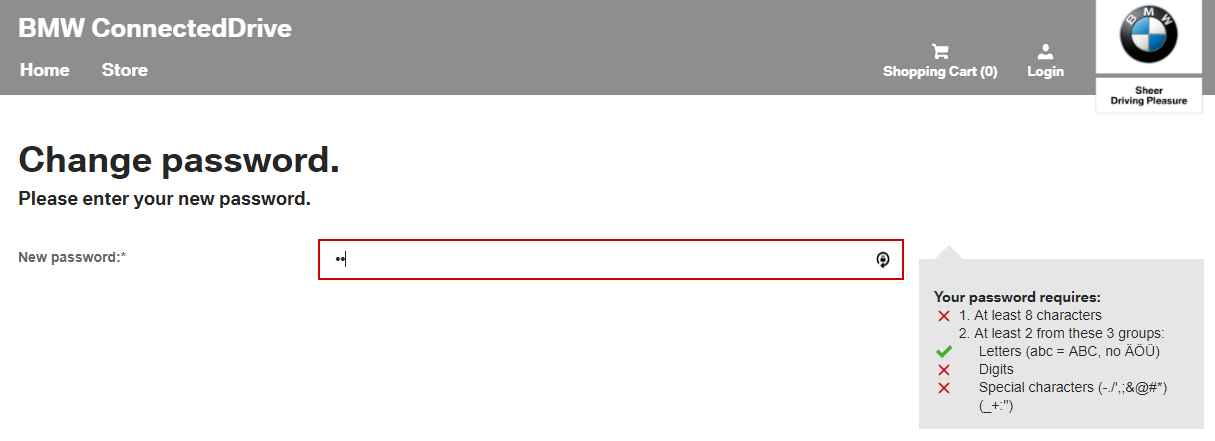 BMW ConnectedDrive
Home Store
Shopping Cart (0) Login
BMW
Sheer
Driving Pleasure
Change password.
Please enter your new password.
New password:* ••
Your password requires:
1. At least 8 characters
2. At least 2 from these 3 groups:
Letters (abc = ABC, no ÄÖÜ)
Digits
Special characters (-./',;&@#*)
(_+:")